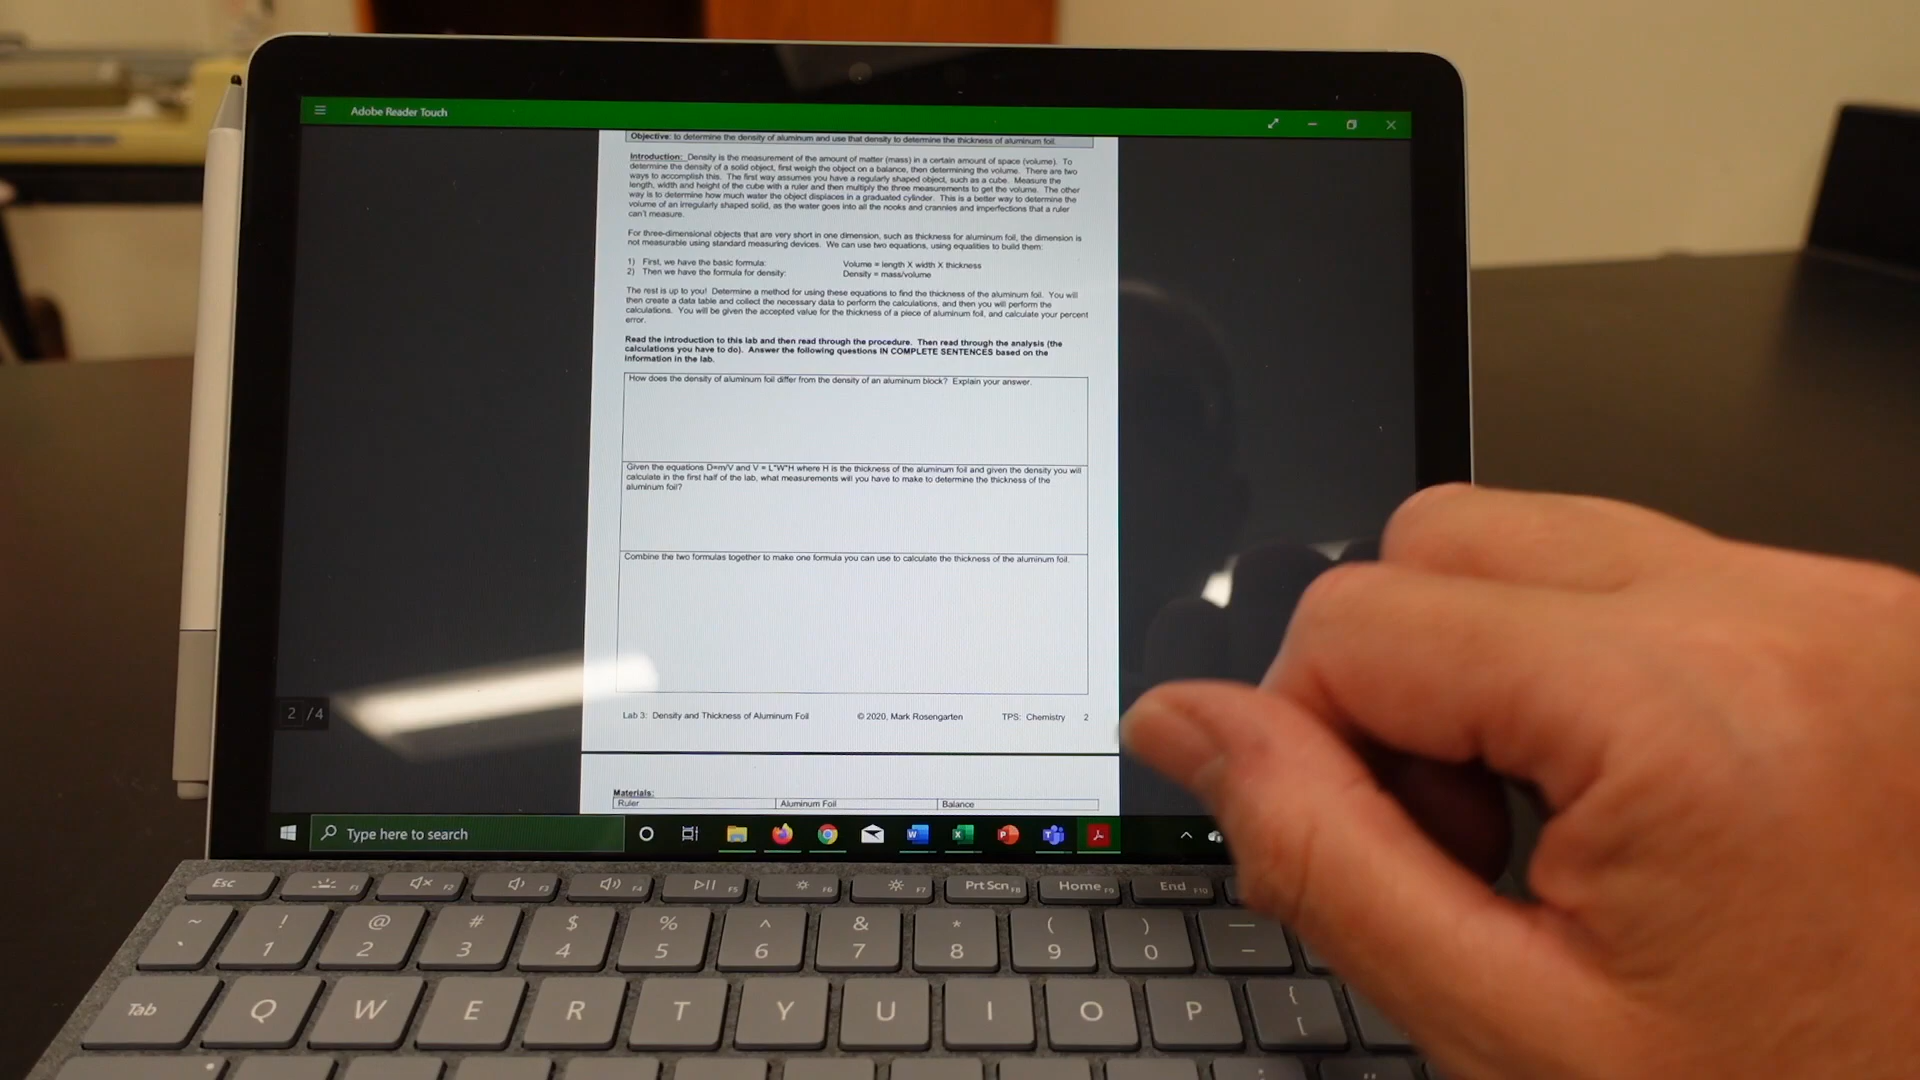 Adobe Reader Touch
Objective: to determine the density of aluminum and use that density to determine the thickness of aluminum foil.
Introduction: Density is the measurement of the amount of matter (mass) in a certain amount of space (volume). To
determine the density of a solid object, first weigh the object on a balance, then determining the volume. There are two
ways to accomplish this. The first way assumes you have a regularly shaped object, such as a cube. Measure the
length, width and height of the cube with a ruler and then multiply the three measurements to get the volume. The other
way is to determine how much water the object displaces in a graduated cylinder. This is a better way to determine the
volume of an irregularly shaped solid, as the water goes into all the nooks and crannies and imperfections that a ruler
can't measure.
For three-dimensional objects that are very short in one dimension, such as thickness for aluminum foil, the dimension is
not measurable using standard measuring devices. We can use two equations, using equalities to build them:
1) First, we have the basic formula: Volume = length X width X thickness
2) Then we have the formula for density: Density = mass/volume
The rest is up to you! Determine a method for using these equations to find the thickness of the aluminum foil. You will
then create a data table and collect the necessary data to perform the calculations, and then you will perform the
calculations. You will be given the accepted value for the thickness of a piece of aluminum foil, and calculate your percent
error.
Read the introduction to this lab and then read through the procedure. Then read through the analysis (the
calculations you have to do). Answer the following questions IN COMPLETE SENTENCES based on the
information in the lab.
How does the density of aluminum foil differ from the density of an aluminum block? Explain your answer.
Given the equations D=m/V and V = L*W*H where H is the thickness of the aluminum foil and given the density you will
calculate in the first half of the lab, what measurements will you have to make to determine the thickness of the
aluminum foil?
Combine the two formulas together to make one formula you can use to calculate the thickness of the aluminum foil.
2 /4
Lab 3: Density and Thickness of Aluminum Foil © 2020, Mark Rosengarten TPS: Chemistry 2
Materials:
Ruler Aluminum Foil Balance
Type here to search
Esc F1 F2 F3 F4 F5 F6 F7 PrtScn F8 Home F9 End F10
~ ! @ # $ % ^ & * ( ) —
` 1 2 3 4 5 6 7 8 9 0 -
Tab Q W E R T Y U I O P { [